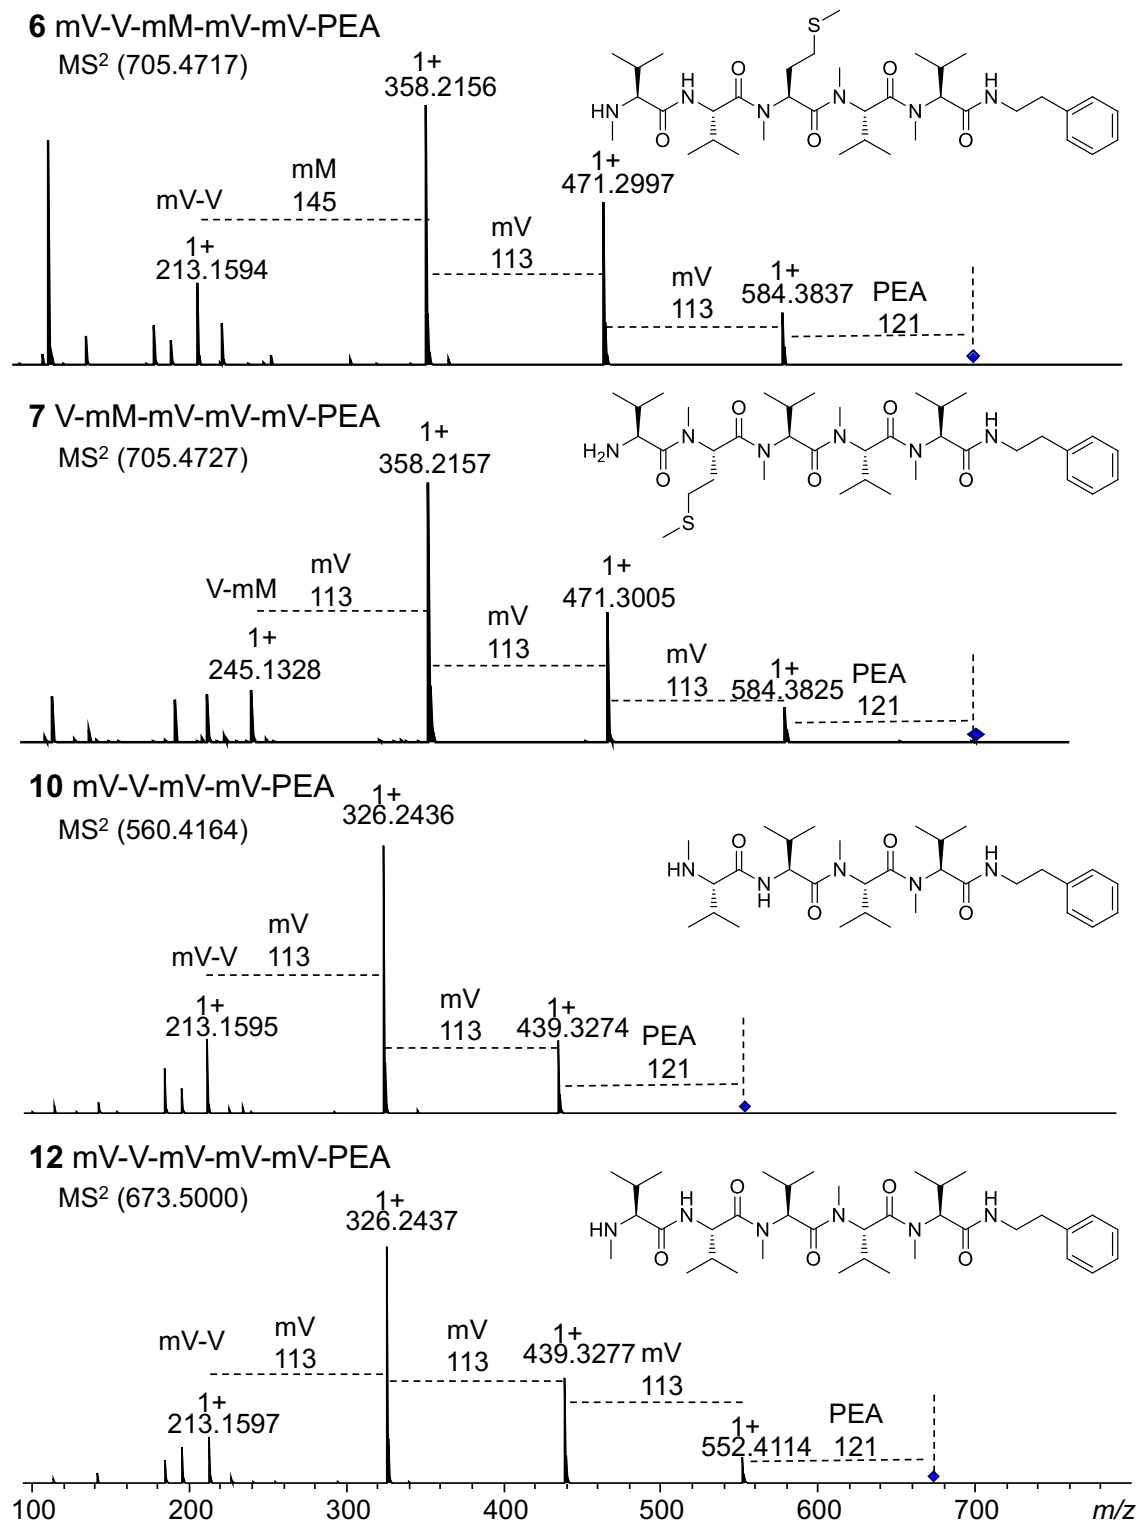 6 mV-V-mM-mV-mV-PEA
MS² (705.4717)
1+
358.2156
mM
145
mV-V
1+
213.1594
1+
471.2997
mV
113
mV
113
1+
584.3837
PEA
121
S
O
H
N
N
O
HN
O
N
O
N
O
H
N
7 V-mM-mV-mV-mV-PEA
MS² (705.4727)
1+
358.2157
mV
113
V-mM
1+
245.1328
1+
471.3005
mV
113
mV
113
1+
584.3825
PEA
121
H₂N
O
N
O
N
O
N
O
N
O
H
N
S
10 mV-V-mV-mV-PEA
MS² (560.4164)
1+
326.2436
mV
113
mV-V
1+
213.1595
mV
113
1+
439.3274
PEA
121
HN
O
N
H
O
N
O
N
O
H
N
12 mV-V-mV-mV-mV-PEA
MS² (673.5000)
1+
326.2437
mV-V
mV
113
1+
213.1597
mV
113
1+
439.3277
mV
113
1+
552.4114
PEA
121
HN
O
H
N
O
N
O
N
O
N
O
H
N
100 200 300 400 500 600 700 m/z